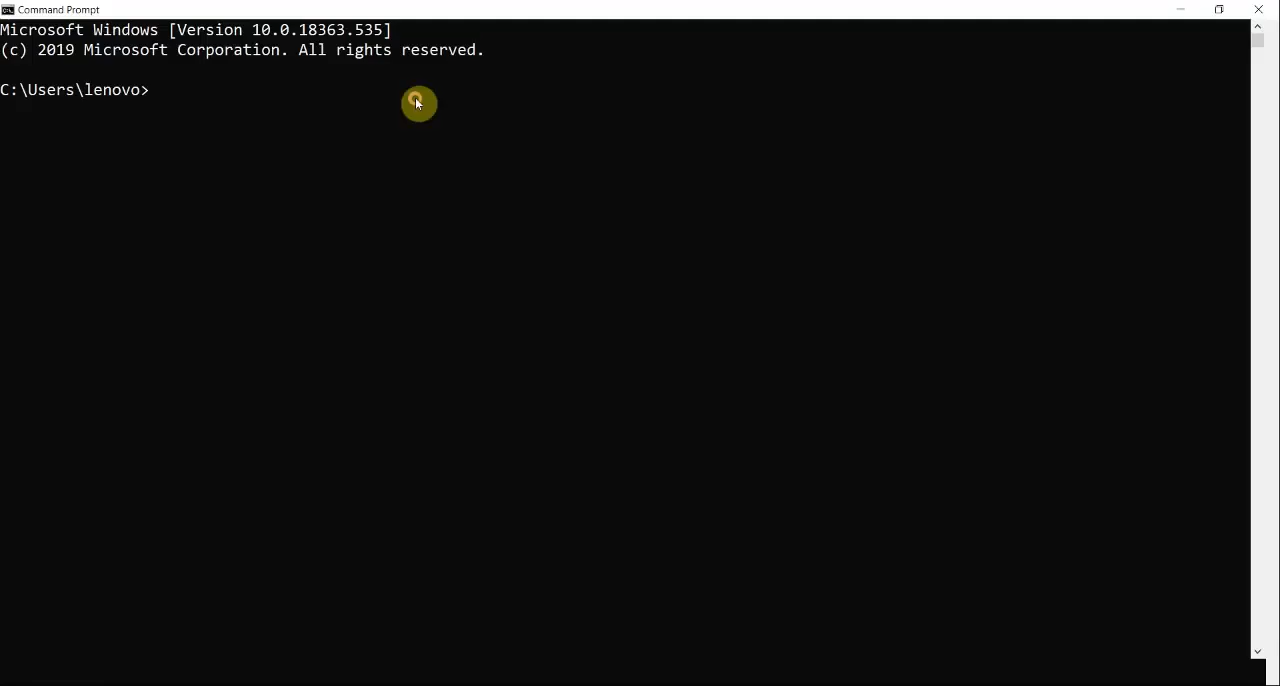 Command Prompt
Microsoft Windows [Version 10.0.18363.535]
(c) 2019 Microsoft Corporation. All rights reserved.
C:\Users\lenovo>